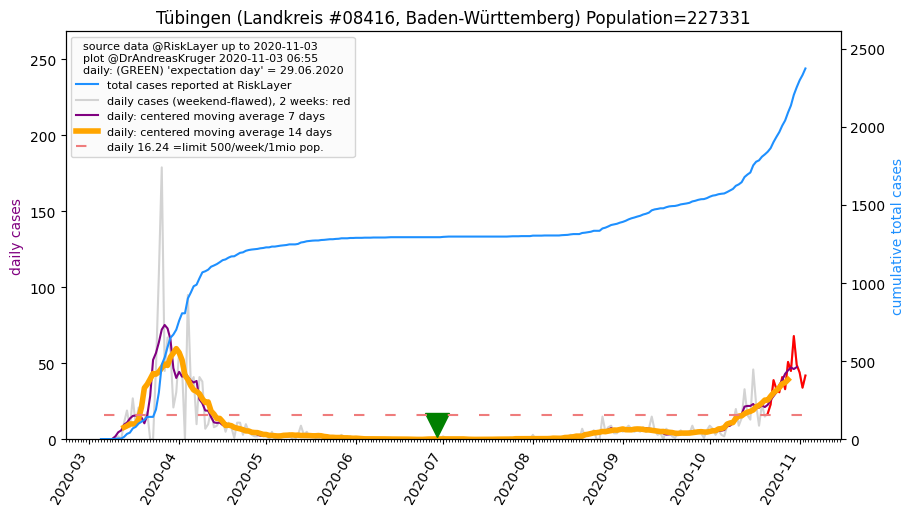 Tübingen (Landkreis #08416, Baden-Württemberg) Population=227331
source data @RiskLayer up to 2020-11-03
plot @DrAndreasKruger 2020-11-03 06:55
daily: (GREEN) 'expectation day' = 29.06.2020
total cases reported at RiskLayer
daily cases (weekend-flawed), 2 weeks: red
daily: centered moving average 7 days
daily: centered moving average 14 days
daily 16.24 =limit 500/week/1mio pop.
daily cases
250
200
150
100
50
0
2500
2000
1500
1000
500
0
cumulative total cases
2020-03
2020-04
2020-05
2020-06
2020-07
2020-08
2020-09
2020-10
2020-11